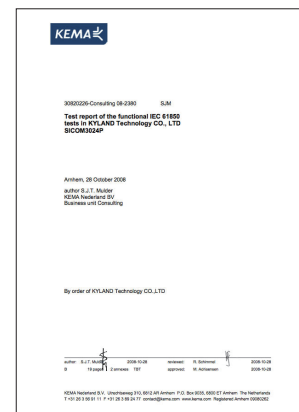 KEMA
30820226-Consulting 08-2380 SJM
Test report of the functional IEC 61850
tests in KYLAND Technology CO., LTD
SICOM3024P
Arnhem, 28 October 2008
author S.J.T. Mulder
KEMA Nederland BV
Business unit Consulting
By order of KYLAND Technology CO.,LTD
author S.J.T. Mulder 2008-10-28 reviewed: R. Schimmel 2008-10-28
B 19 pages 2 annexes TBT approved: M. Achterveen 2008-10-28
KEMA Nederland B.V. Utrechtseweg 310, 6812 AR Arnhem P.O. Box 9035, 6800 ET Arnhem The Netherlands
T +31 26 3 56 91 11 F +31 26 3 89 24 77 contact@kema.com www.kema.com Registered Arnhem 09080262